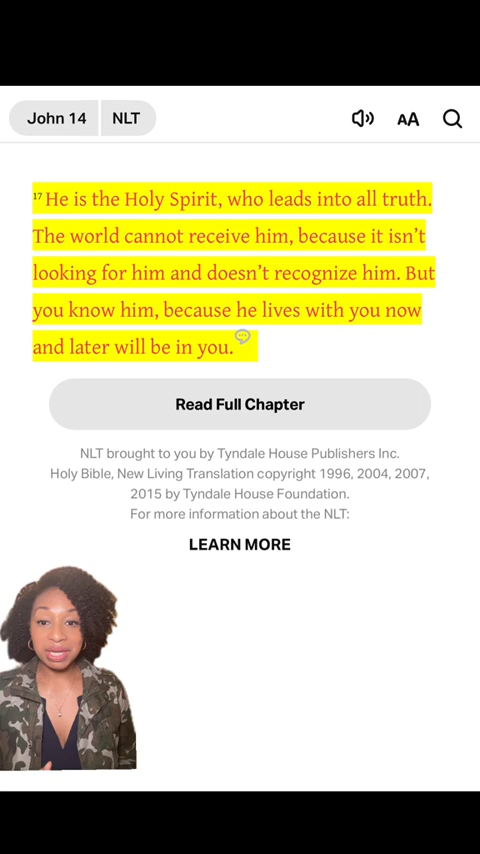 John 14 NLT AA
17 He is the Holy Spirit, who leads into all truth.
The world cannot receive him, because it isn’t
looking for him and doesn’t recognize him. But
you know him, because he lives with you now
and later will be in you.
Read Full Chapter
NLT brought to you by Tyndale House Publishers Inc.
Holy Bible, New Living Translation copyright 1996, 2004, 2007,
2015 by Tyndale House Foundation.
For more information about the NLT:
LEARN MORE